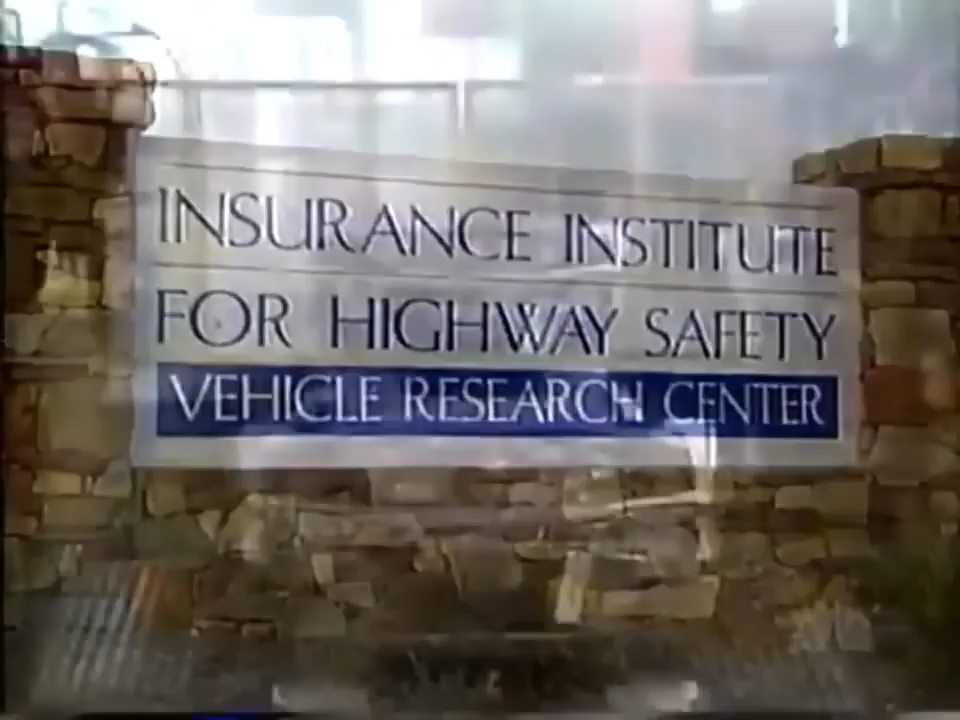 INSURANCE INSTITUTE
FOR HIGHWAY SAFETY
VEHICLE RESEARCH CENTER